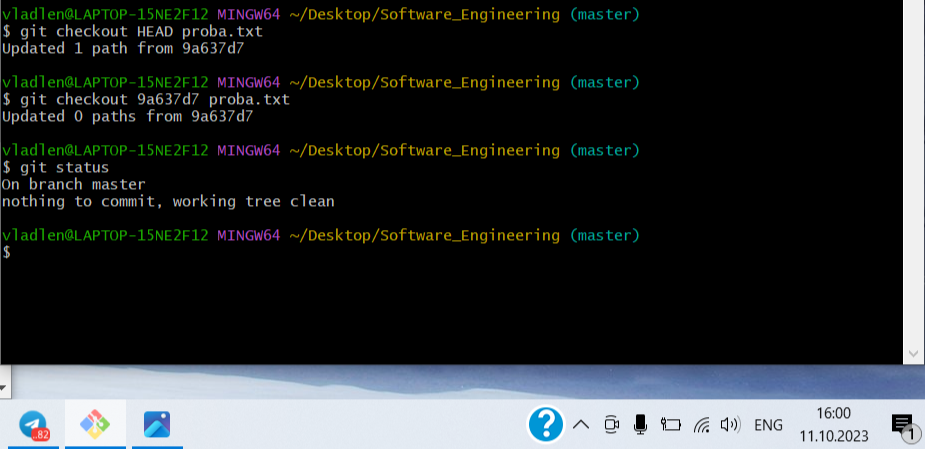 vladlen@LAPTOP-15NE2F12 MINGW64 ~/Desktop/Software_Engineering (master)
$ git checkout HEAD proba.txt
Updated 1 path from 9a637d7
vladlen@LAPTOP-15NE2F12 MINGW64 ~/Desktop/Software_Engineering (master)
$ git checkout 9a637d7 proba.txt
Updated 0 paths from 9a637d7
vladlen@LAPTOP-15NE2F12 MINGW64 ~/Desktop/Software_Engineering (master)
$ git status
On branch master
nothing to commit, working tree clean
vladlen@LAPTOP-15NE2F12 MINGW64 ~/Desktop/Software_Engineering (master)
$
..82
?
ENG
16:00
11.10.2023
1